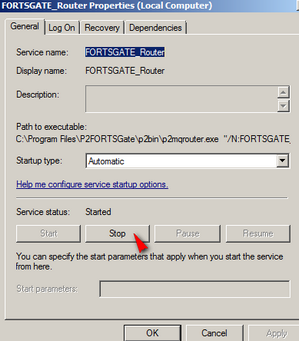 FORTSGATE_Router Properties (Local Computer)
General Log On Recovery Dependencies
Service name: FORTSGATE_Router
Display name: FORTSGATE_Router
Description:
Path to executable:
C:\Program Files\P2FORTSGate\p2bin\p2mqrouter.exe "/N:FORTSGATE_
Startup type: Automatic
Help me configure service startup options.
Service status: Started
Start Stop Pause Resume
You can specify the start parameters that apply when you start the service
from here.
Start parameters:
OK Cancel Apply